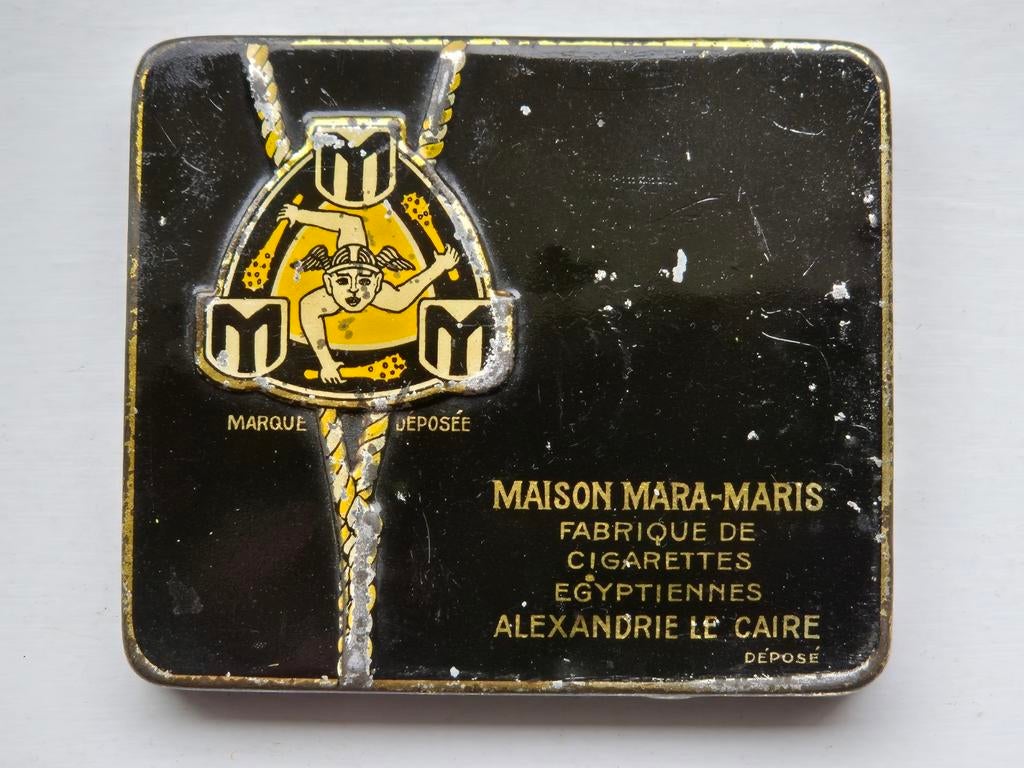 M
M
M
MARQUE DÉPOSÉE
MAISON MARA-MARIS
FABRIQUE DE
CIGARETTES
EGYPTIENNES
ALEXANDRIE LE CAIRE
DÉPOSÉ